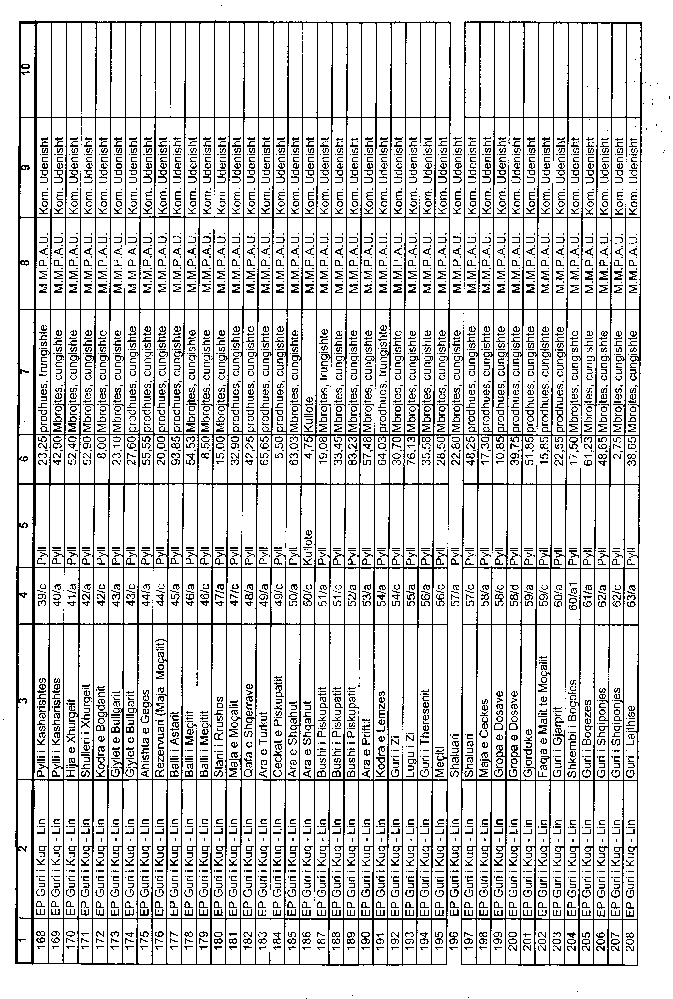 1 2 3 4 5 6 7 8 9 10
168 EP Guri i Kuq - Lin Pylli i Kasharishtes 39/c Pyll 23,25 prodhues, trungishte M.M.P.A.U. Kom. Udenisht
169 EP Guri i Kuq - Lin Pylli i Kasharishtes 40/a Pyll 42,90 Mbrojtes, cungishte M.M.P.A.U. Kom. Udenisht
170 EP Guri i Kuq - Lin Hija e Xhurgeit 41/a Pyll 52,40 Mbrojtes, cungishte M.M.P.A.U. Kom. Udenisht
171 EP Guri i Kuq - Lin Shulleri i Xhurgeit 42/a Pyll 52,90 Mbrojtes, cungishte M.M.P.A.U. Kom. Udenisht
172 EP Guri i Kuq - Lin Kodra e Bogdanit 42/c Pyll 8,00 Mbrojtes, cungishte M.M.P.A.U. Kom. Udenisht
173 EP Guri i Kuq - Lin Gjylet e Bullgarit 43/a Pyll 23,10 Mbrojtes, cungishte M.M.P.A.U. Kom. Udenisht
174 EP Guri i Kuq - Lin Gjylet e Bullgarit 43/c Pyll 27,60 prodhues, cungishte M.M.P.A.U. Kom. Udenisht
175 EP Guri i Kuq - Lin Ahishta e Geges 44/a Pyll 55,55 prodhues, cungishte M.M.P.A.U. Kom. Udenisht
176 EP Guri i Kuq - Lin Rezervuari (Maja Moçalit) 44/c Pyll 20,00 prodhues, cungishte M.M.P.A.U. Kom. Udenisht
177 EP Guri i Kuq - Lin Balli i Astarit 45/a Pyll 93,85 prodhues, cungishte M.M.P.A.U. Kom. Udenisht
178 EP Guri i Kuq - Lin Balli i Meçitit 46/a Pyll 54,53 Mbrojtes, cungishte M.M.P.A.U. Kom. Udenisht
179 EP Guri i Kuq - Lin Balli i Meçitit 46/c Pyll 8,50 Mbrojtes, cungishte M.M.P.A.U. Kom. Udenisht
180 EP Guri i Kuq - Lin Stani i Rrushos 47/a Pyll 15,00 Mbrojtes, cungishte M.M.P.A.U. Kom. Udenisht
181 EP Guri i Kuq - Lin Maja e Moçalit 47/c Pyll 32,90 prodhues, cungishte M.M.P.A.U. Kom. Udenisht
182 EP Guri i Kuq - Lin Qafa e Shqerrave 48/a Pyll 42,25 prodhues, cungishte M.M.P.A.U. Kom. Udenisht
183 EP Guri i Kuq - Lin Ara e Turkut 49/a Pyll 65,65 prodhues, cungishte M.M.P.A.U. Kom. Udenisht
184 EP Guri i Kuq - Lin Ceckat e Piskupatit 49/c Pyll 5,50 prodhues, cungishte M.M.P.A.U. Kom. Udenisht
185 EP Guri i Kuq - Lin Ara e Shqahut 50/a Pyll 63,03 Mbrojtes, cungishte M.M.P.A.U. Kom. Udenisht
186 EP Guri i Kuq - Lin Ara e Shqahut 50/c Kullote 4,75 Kullote M.M.P.A.U. Kom. Udenisht
187 EP Guri i Kuq - Lin Bushi i Piskupatit 51/a Pyll 19,08 Mbrojtes, trungishte M.M.P.A.U. Kom. Udenisht
188 EP Guri i Kuq - Lin Bushi i Piskupatit 51/c Pyll 33,45 Mbrojtes, cungishte M.M.P.A.U. Kom. Udenisht
189 EP Guri i Kuq - Lin Bushi i Piskupatit 52/a Pyll 83,23 Mbrojtes, cungishte M.M.P.A.U. Kom. Udenisht
190 EP Guri i Kuq - Lin Ara e Priftit 53/a Pyll 57,48 Mbrojtes, cungishte M.M.P.A.U. Kom. Udenisht
191 EP Guri i Kuq - Lin Kodra e Lemzes 54/a Pyll 64,03 prodhues, trungishte M.M.P.A.U. Kom. Udenisht
192 EP Guri i Kuq - Lin Guri i Zi 54/c Pyll 30,70 Mbrojtes, cungishte M.M.P.A.U. Kom. Udenisht
193 EP Guri i Kuq - Lin Lugu i Zi 55/a Pyll 76,13 Mbrojtes, cungishte M.M.P.A.U. Kom. Udenisht
194 EP Guri i Kuq - Lin Guri i Theresenit 56/a Pyll 35,58 Mbrojtes, cungishte M.M.P.A.U. Kom. Udenisht
195 EP Guri i Kuq - Lin Meçiti 56/c Pyll 28,50 Mbrojtes, cungishte M.M.P.A.U. Kom. Udenisht
196 EP Guri i Kuq - Lin Shaluari 57/a Pyll 22,80 Mbrojtes, cungishte M.M.P.A.U. Kom. Udenisht
197 EP Guri i Kuq - Lin Shaluari 57/c Pyll 48,25 prodhues, cungishte M.M.P.A.U. Kom. Udenisht
198 EP Guri i Kuq - Lin Maja e Ceckes 58/a Pyll 17,30 prodhues, cungishte M.M.P.A.U. Kom. Udenisht
199 EP Guri i Kuq - Lin Gropa e Dosave 58/c Pyll 10,85 prodhues, cungishte M.M.P.A.U. Kom. Udenisht
200 EP Guri i Kuq - Lin Gropa e Dosave 58/d Pyll 39,75 prodhues, cungishte M.M.P.A.U. Kom. Udenisht
201 EP Guri i Kuq - Lin Gjorduke 59/a Pyll 51,85 prodhues, cungishte M.M.P.A.U. Kom. Udenisht
202 EP Guri i Kuq - Lin Faqja e Malit te Moçalit 59/c Pyll 15,85 prodhues, cungishte M.M.P.A.U. Kom. Udenisht
203 EP Guri i Kuq - Lin Guri i Gjarprit 60/a Pyll 22,55 prodhues, cungishte M.M.P.A.U. Kom. Udenisht
204 EP Guri i Kuq - Lin Shkembi i Bogoles 60/a1 Pyll 17,50 Mbrojtes, cungishte M.M.P.A.U. Kom. Udenisht
205 EP Guri i Kuq - Lin Guri i Boqezes 61/a Pyll 61,23 Mbrojtes, cungishte M.M.P.A.U. Kom. Udenisht
206 EP Guri i Kuq - Lin Guri i Shqiponjes 62/a Pyll 48,65 Mbrojtes, cungishte M.M.P.A.U. Kom. Udenisht
207 EP Guri i Kuq - Lin Guri i Shqiponjes 62/c Pyll 2,75 Mbrojtes, cungishte M.M.P.A.U. Kom. Udenisht
208 EP Guri i Kuq - Lin Guri i Lajthise 63/a Pyll 38,65 Mbrojtes, cungishte M.M.P.A.U. Kom. Udenisht